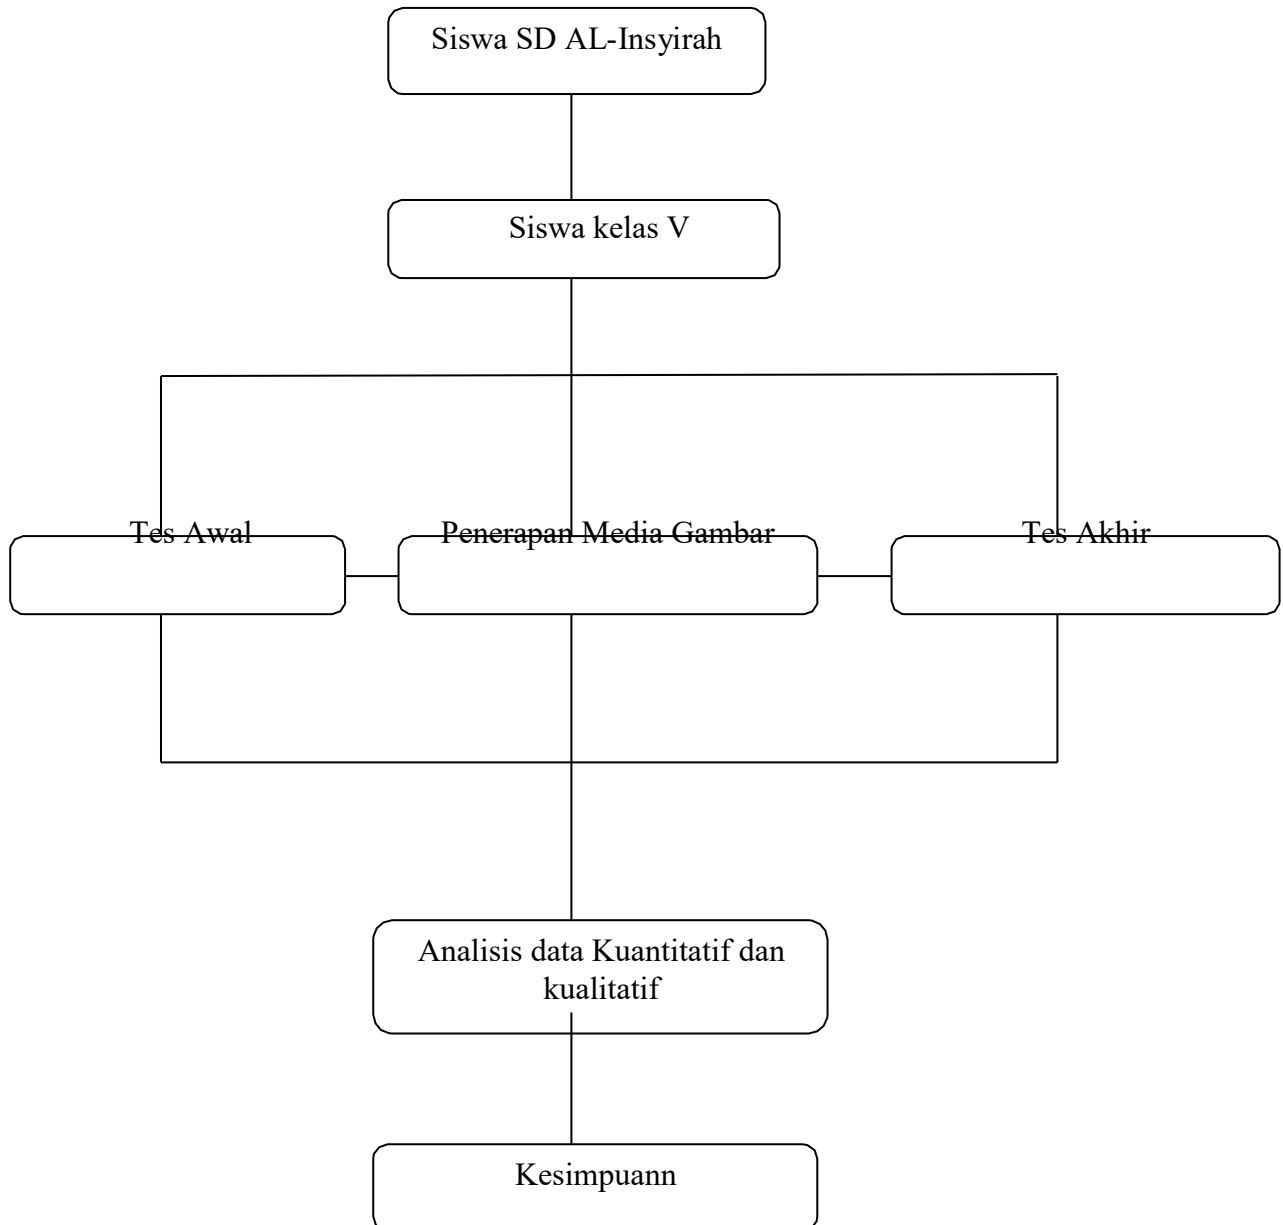 Siswa SD AL-Insyirah
Siswa kelas V
Tes Awal
Penerapan Media Gambar
Tes Akhir
Analisis data Kuantitatif dan
kualitatif
Kesimpuann